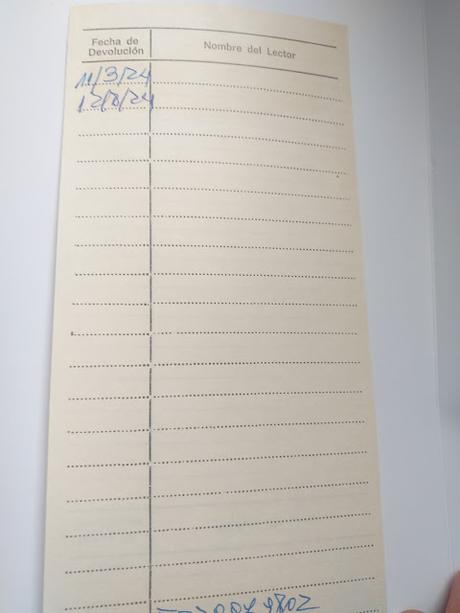 Fecha de
Devolución
Nombre del Lector
11/3/24
12/8/24